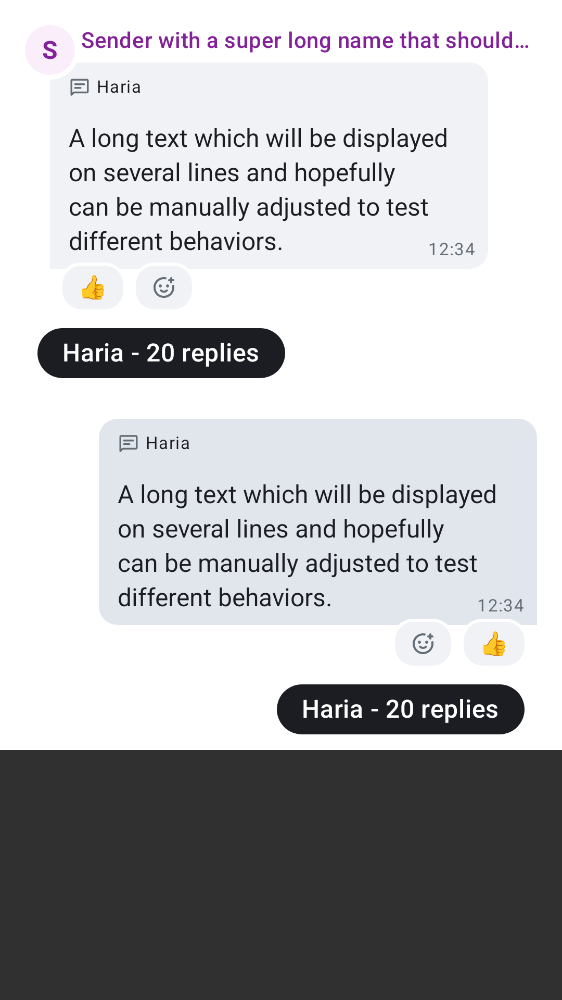 S
Sender with a super long name that should…
Haria
A long text which will be displayed
on several lines and hopefully
can be manually adjusted to test
different behaviors.
12:34
👍
Haria - 20 replies
Haria
A long text which will be displayed
on several lines and hopefully
can be manually adjusted to test
different behaviors.
12:34
👍
Haria - 20 replies